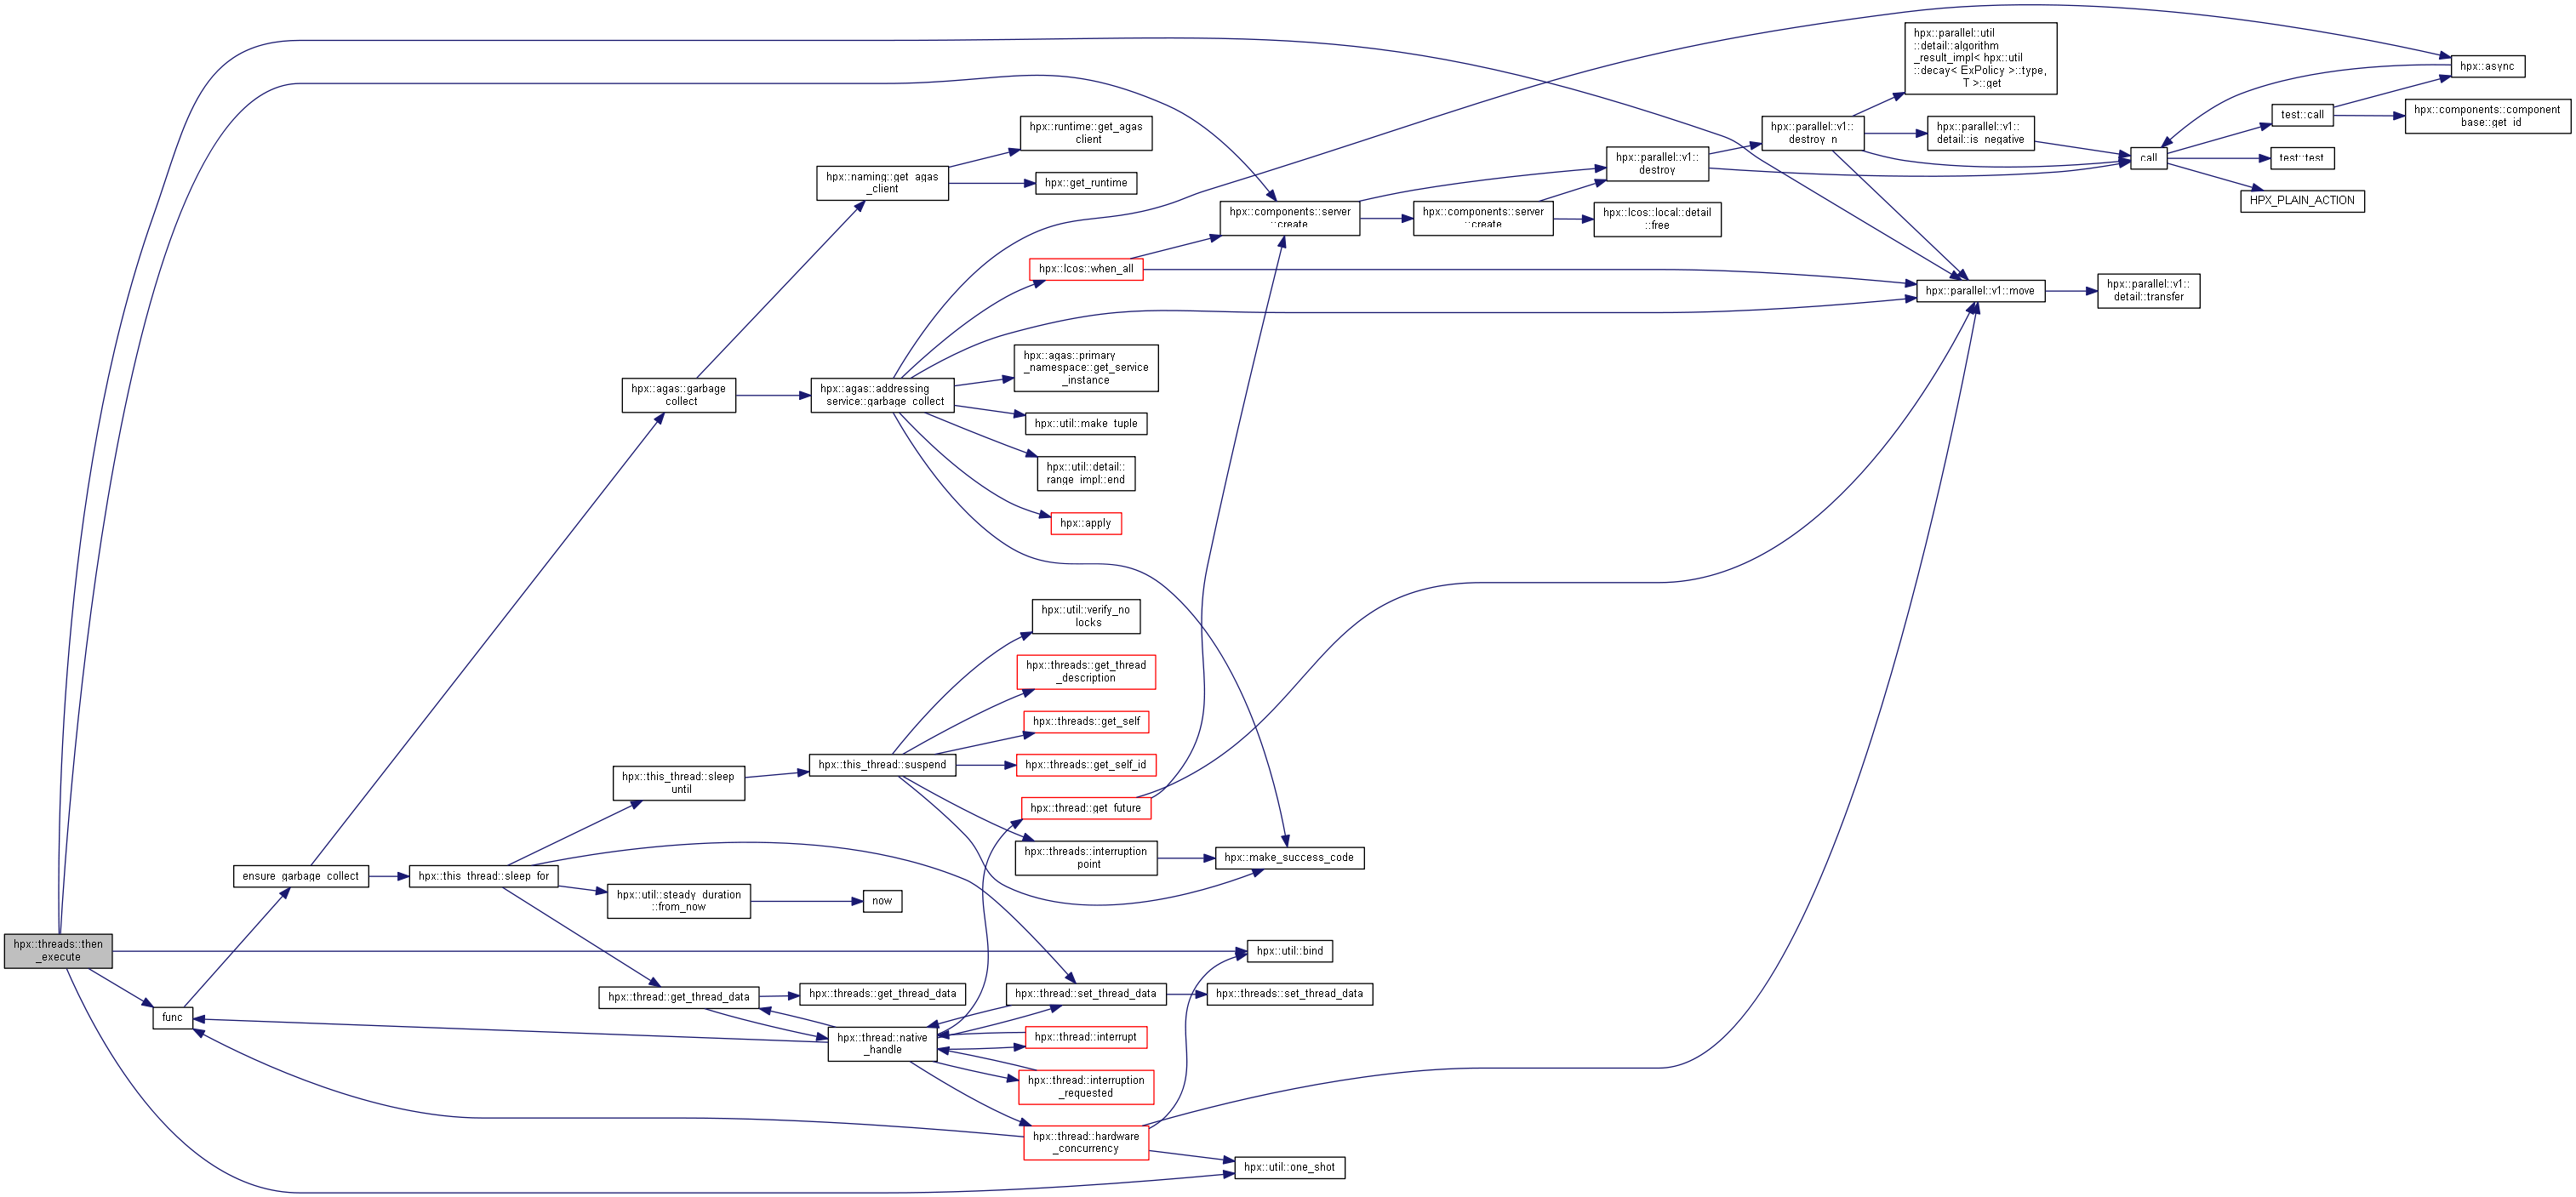 hpx::parallel::util
::detail::algorithm
_result_impl< hpx::util
::decay< ExPolicy >::type,
T >::get
hpx::async
hpx::components::component
_base::get_id
test::call
hpx::runtime::get_agas
_client
hpx::parallel::v1::
destroy_n
hpx::parallel::v1::
detail::is_negative
call
test::test
hpx::parallel::v1::
destroy
hpx::naming::get_agas
_client
hpx::get_runtime
HPX_PLAIN_ACTION
hpx::components::server
::create
hpx::components::server
::create
hpx::lcos::local::detail
::free
hpx::lcos::when_all
hpx::parallel::v1::move
hpx::parallel::v1::
detail::transfer
hpx::agas::primary
_namespace::get_service
_instance
hpx::agas::garbage
_collect
hpx::agas::addressing
_service::garbage_collect
hpx::util::make_tuple
hpx::util::detail::
range_impl::end
hpx::apply
hpx::util::verify_no
_locks
hpx::threads::get_thread
_description
hpx::threads::get_self
hpx::this_thread::sleep
_until
hpx::this_thread::suspend
hpx::threads::get_self_id
hpx::thread::get_future
hpx::threads::interruption
_point
hpx::make_success_code
ensure_garbage_collect
hpx::this_thread::sleep_for
hpx::util::steady_duration
::from_now
now
hpx::threads::then
_execute
hpx::util::bind
hpx::thread::get_thread_data
hpx::threads::get_thread_data
hpx::thread::set_thread_data
hpx::threads::set_thread_data
func
hpx::thread::native
_handle
hpx::thread::interrupt
hpx::thread::interruption
_requested
hpx::thread::hardware
_concurrency
hpx::util::one_shot